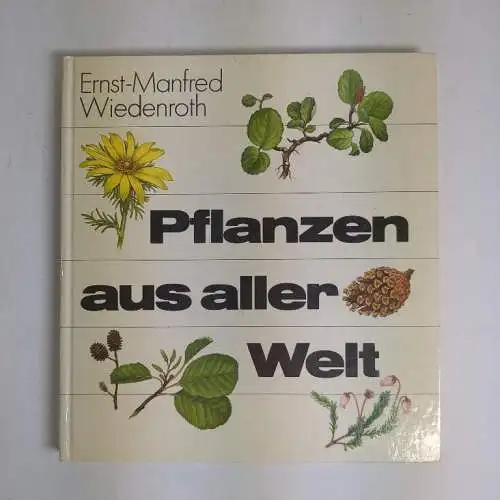 Ernst-Manfred
Wiedenroth
Pflanzen
aus aller
Welt